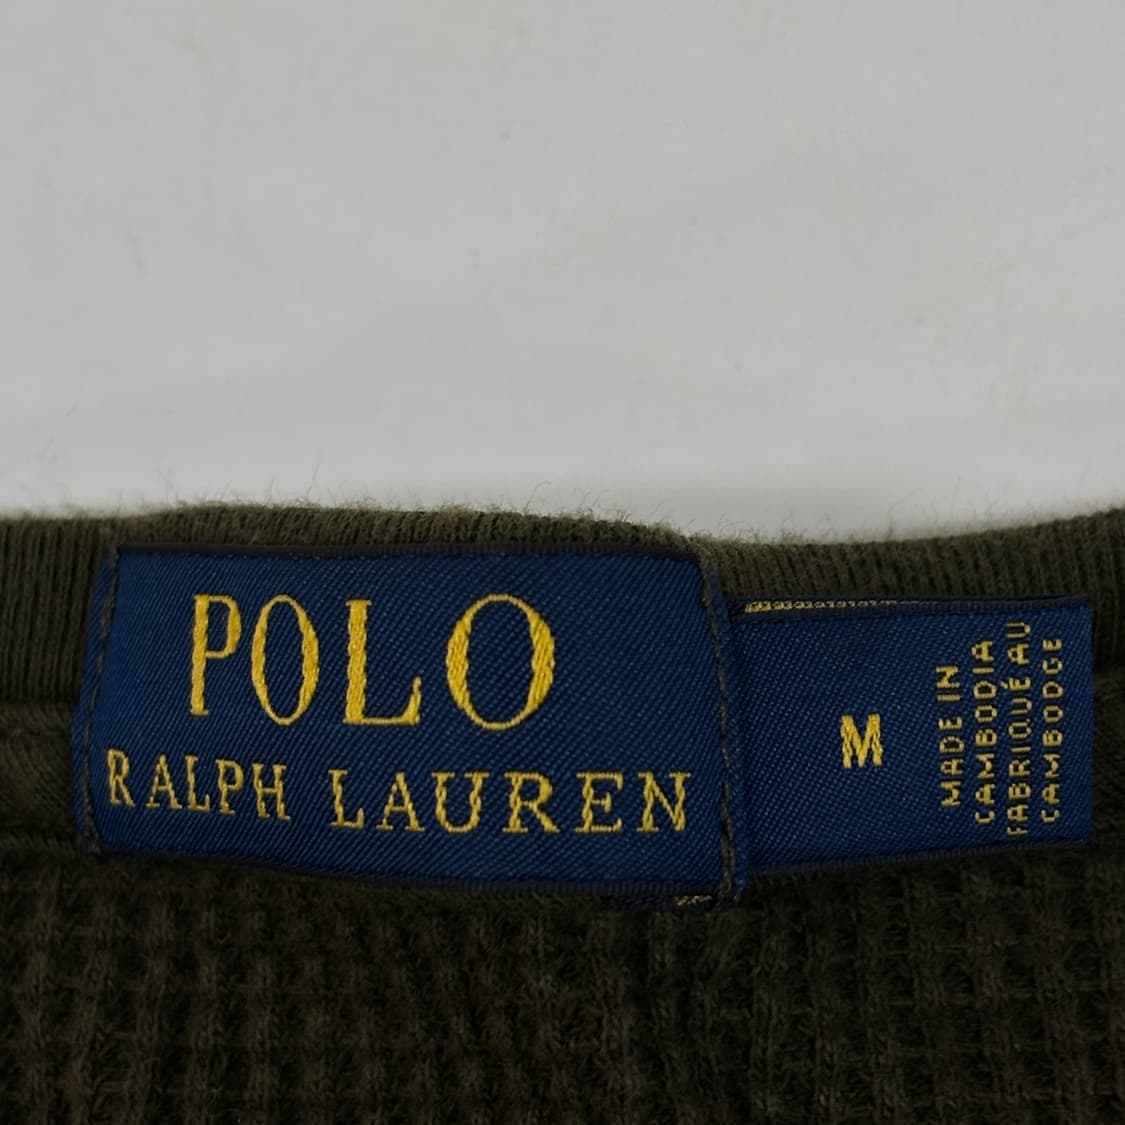 POLO
RALPH LAUREN
M
MADE IN
CAMBODIA
FABRIQUÉ AU
CAMBODGE